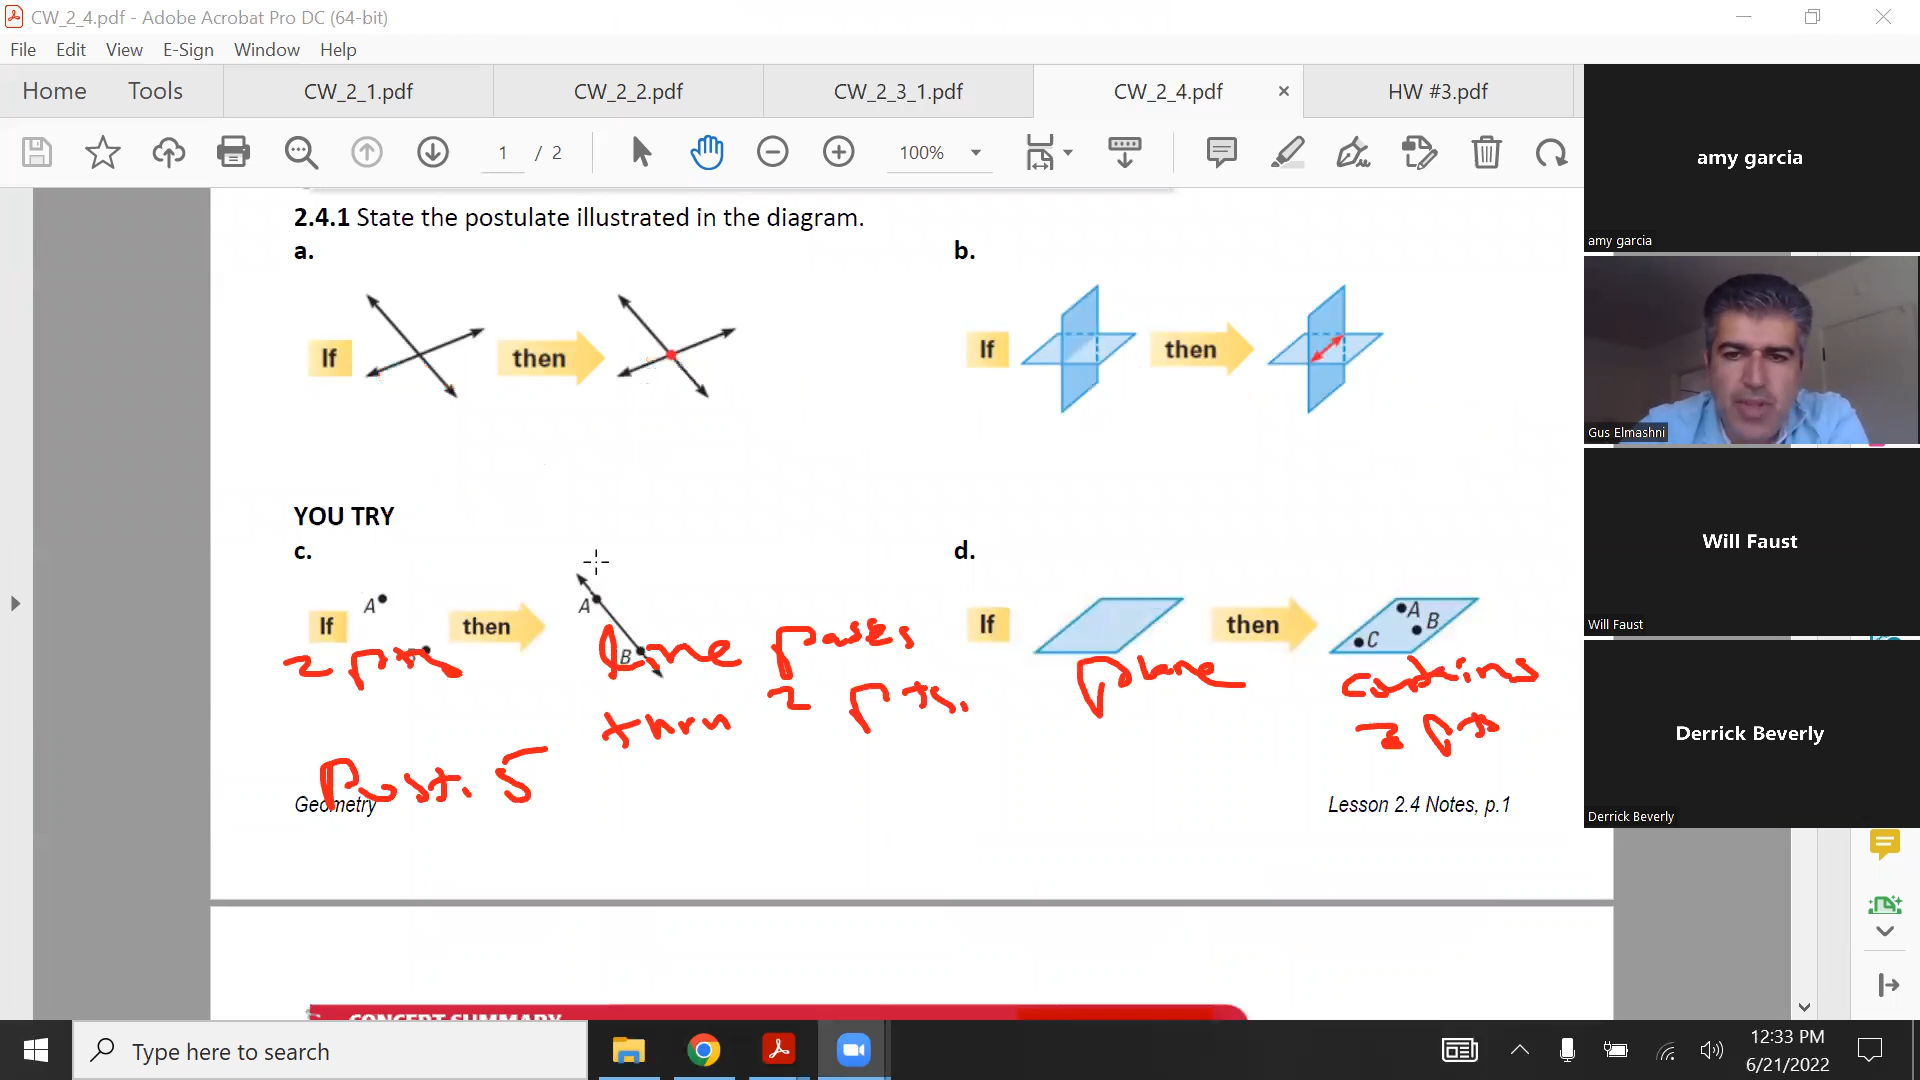 CW_2_4.pdf - Adobe Acrobat Pro DC (64-bit)
File Edit View E-Sign Window Help
Home Tools CW_2_1.pdf CW_2_2.pdf CW_2_3_1.pdf CW_2_4.pdf × HW #3.pdf
1 / 2 100%
2.4.1 State the postulate illustrated in the diagram.
a. b.
If then
If then
YOU TRY
c. d.
If A then A B
If then A B C
2 pts line passes
thru 2 pts.
plane contains
3 pts
Post. 5
Geometry Lesson 2.4 Notes, p.1
CONCEPT SUMMARY
amy garcia
amy garcia
Gus Elmashni
Will Faust
Will Faust
Derrick Beverly
Derrick Beverly
Type here to search
12:33 PM
6/21/2022